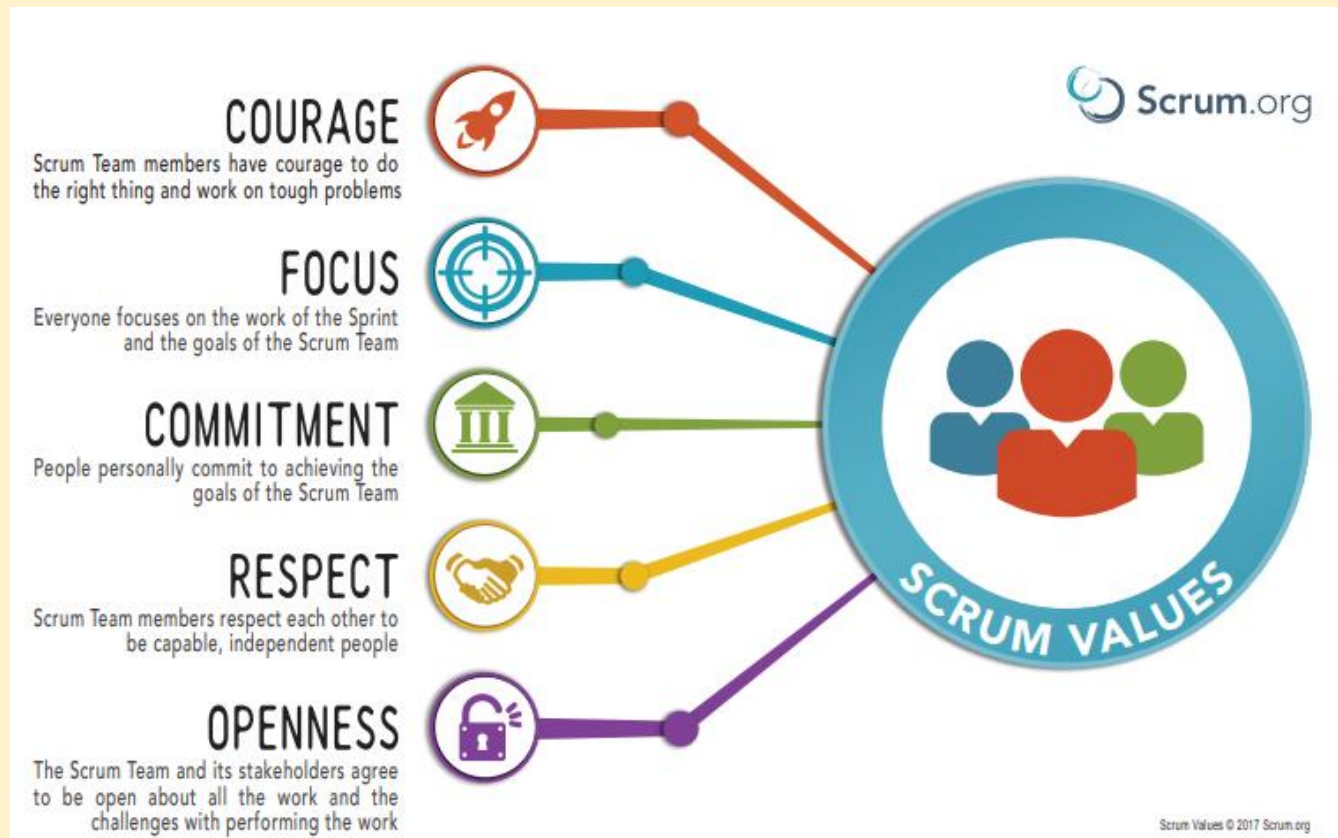 Scrum.org
COURAGE
Scrum Team members have courage to do
the right thing and work on tough problems
FOCUS
Everyone focuses on the work of the Sprint
and the goals of the Scrum Team
COMMITMENT
People personally commit to achieving the
goals of the Scrum Team
RESPECT
Scrum Team members respect each other to
be capable, independent people
OPENNESS
The Scrum Team and its stakeholders agree
to be open about all the work and the
challenges with performing the work
SCRUM VALUES
Scrum Values © 2017 Scrum.org